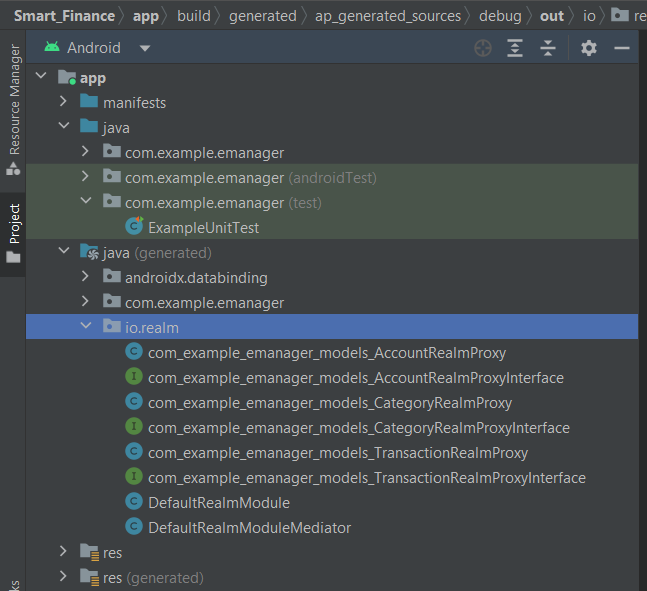 Smart_Finance app build generated ap_generated_sources debug out io re
Android
Resource Manager
Project
app
manifests
java
com.example.emanager
com.example.emanager (androidTest)
com.example.emanager (test)
ExampleUnitTest
java (generated)
androidx.databinding
com.example.emanager
io.realm
com_example_emanager_models_AccountRealmProxy
com_example_emanager_models_AccountRealmProxyInterface
com_example_emanager_models_CategoryRealmProxy
com_example_emanager_models_CategoryRealmProxyInterface
com_example_emanager_models_TransactionRealmProxy
com_example_emanager_models_TransactionRealmProxyInterface
DefaultRealmModule
DefaultRealmModuleMediator
res
res (generated)
ks